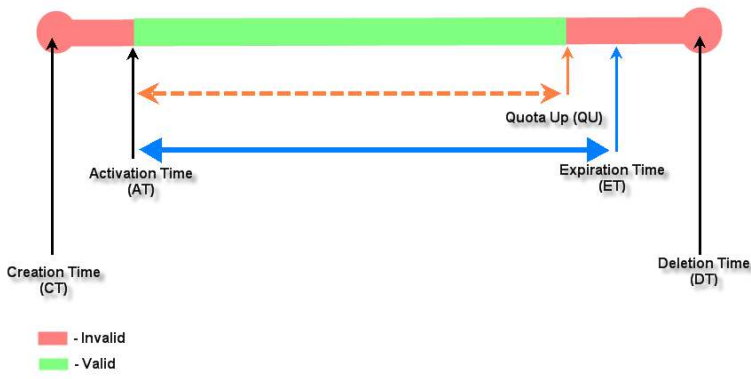 Quota Up (QU)
Activation Time
(AT)
Expiration Time
(ET)
Creation Time
(CT)
Deletion Time
(DT)
- Invalid
- Valid